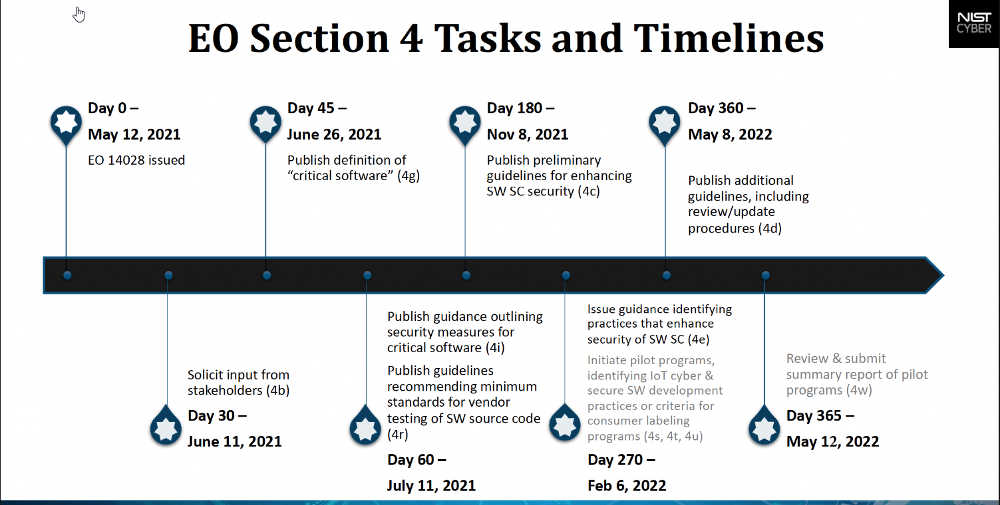 NIST
CYBER
EO Section 4 Tasks and Timelines
Day 0 –
May 12, 2021
EO 14028 issued
Day 45 –
June 26, 2021
Publish definition of
“critical software” (4g)
Day 180 –
Nov 8, 2021
Publish preliminary
guidelines for enhancing
SW SC security (4c)
Day 360 –
May 8, 2022
Publish additional
guidelines, including
review/update
procedures (4d)
Solicit input from
stakeholders (4b)
Day 30 –
June 11, 2021
Publish guidance outlining
security measures for
critical software (4i)
Publish guidelines
recommending minimum
standards for vendor
testing of SW source code
(4r)
Day 60 –
July 11, 2021
Issue guidance identifying
practices that enhance
security of SW SC (4e)
Initiate pilot programs,
identifying IoT cyber &
secure SW development
practices or criteria for
consumer labeling
programs (4s, 4t, 4u)
Day 270 –
Feb 6, 2022
Review & submit
summary report of pilot
programs (4w)
Day 365 –
May 12, 2022